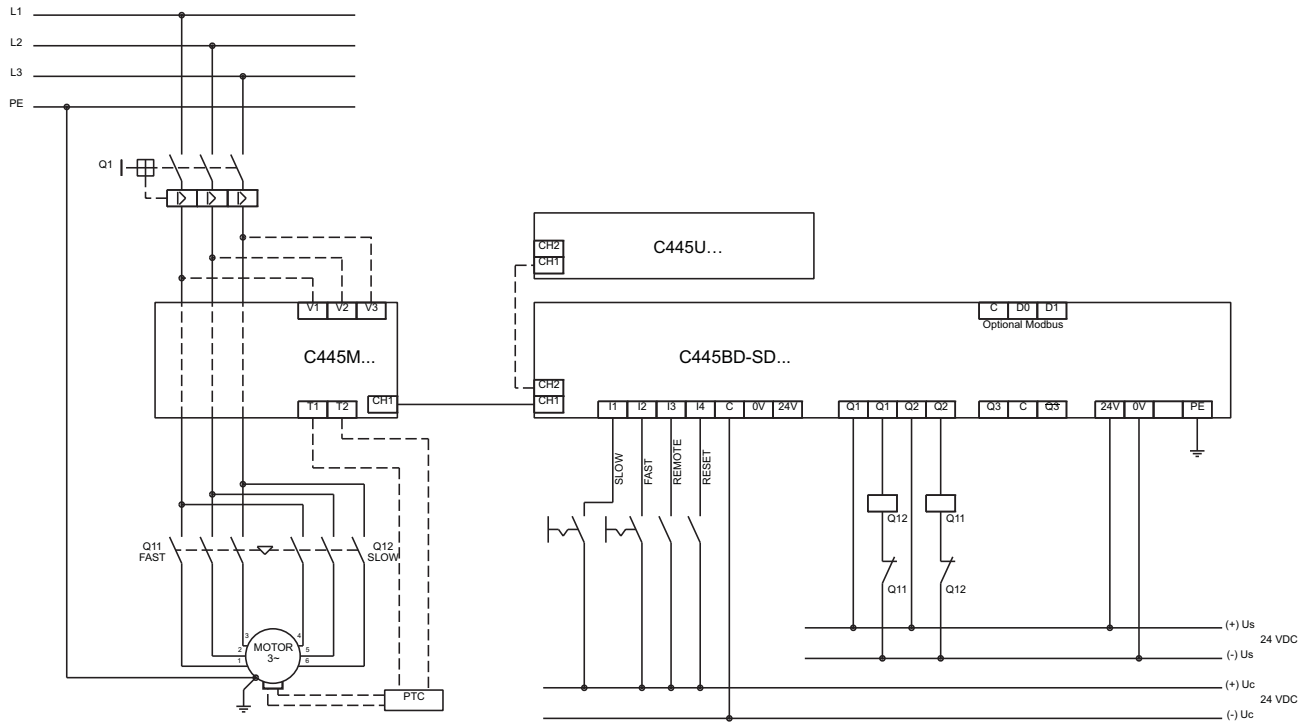 L1
L2
L3
PE
Q1
C445U...
CH2
CH1
V1 V2 V3
C D0 D1
Optional Modbus
C445M...
C445BD-SD...
CH2
CH1
CH1
T1 T2
I1 I2 I3 I4 C 0V 24V
Q1 Q1 Q2 Q2
Q3 C Q3
24V 0V PE
SLOW
FAST
REMOTE
RESET
Q12 Q11
Q11
FAST
Q12
SLOW
Q11 Q12
3 4
2 5
1 6
MOTOR
3~
PTC
(+) Us
24 VDC
(-) Us
(+) Uc
24 VDC
(-) Uc